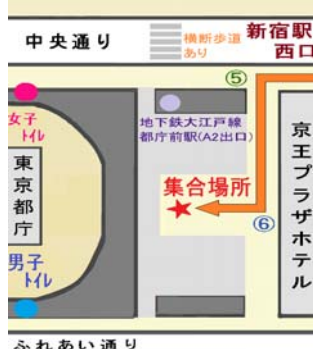 中央通り
横断歩道
あり
新宿駅
西口
⑤
女子
トイレ
地下鉄大江戸線
都庁前駅(A2出口)
東京都庁
集合場所
京王プラザホテル
⑥
男子
トイレ
ふれあい通り